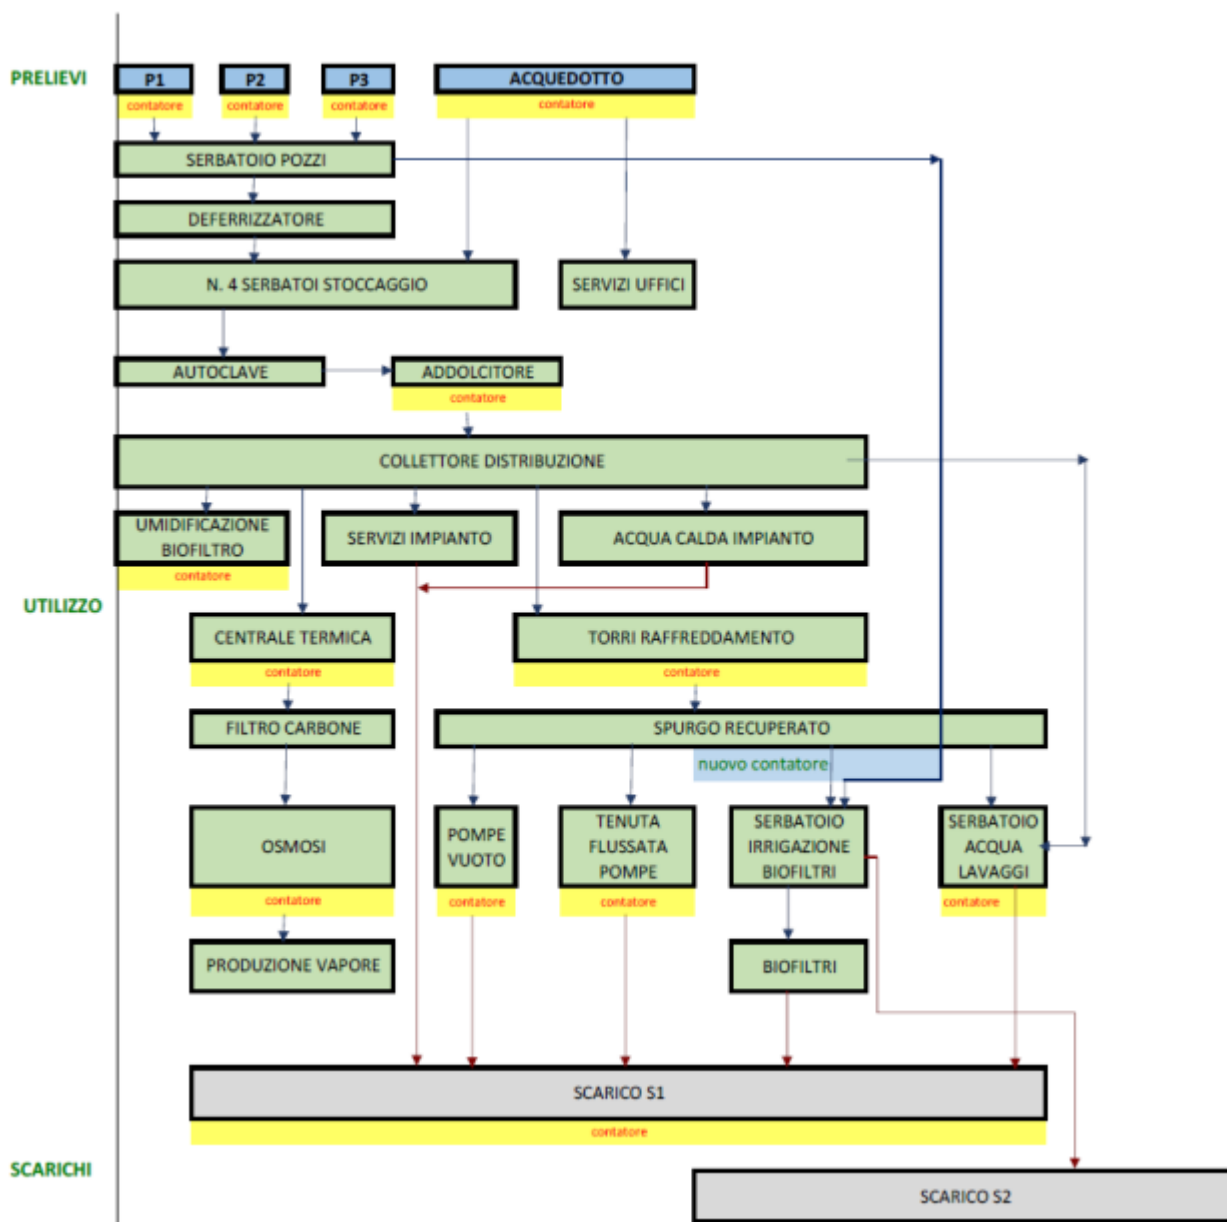 PRELIEVI
P1
P2
P3
ACQUEDOTTO
contatore
contatore
contatore
contatore
SERBATOIO POZZI
DEFERRIZZATORE
N. 4 SERBATOI STOCCAGGIO
SERVIZI UFFICI
AUTOCLAVE
ADDOLCITORE
contatore
COLLETTORE DISTRIBUZIONE
UMIDIFICAZIONE
BIOFILTRO
SERVIZI IMPIANTO
ACQUA CALDA IMPIANTO
contatore
UTILIZZO
CENTRALE TERMICA
TORRI RAFFREDDAMENTO
contatore
contatore
FILTRO CARBONE
SPURGO RECUPERATO
nuovo contatore
OSMOSI
POMPE
VUOTO
TENUTA
FLUSSATA
POMPE
SERBATOIO
IRRIGAZIONE
BIOFILTRI
SERBATOIO
ACQUA
LAVAGGI
contatore
contatore
contatore
contatore
PRODUZIONE VAPORE
BIOFILTRI
SCARICO S1
contatore
SCARICHI
SCARICO S2